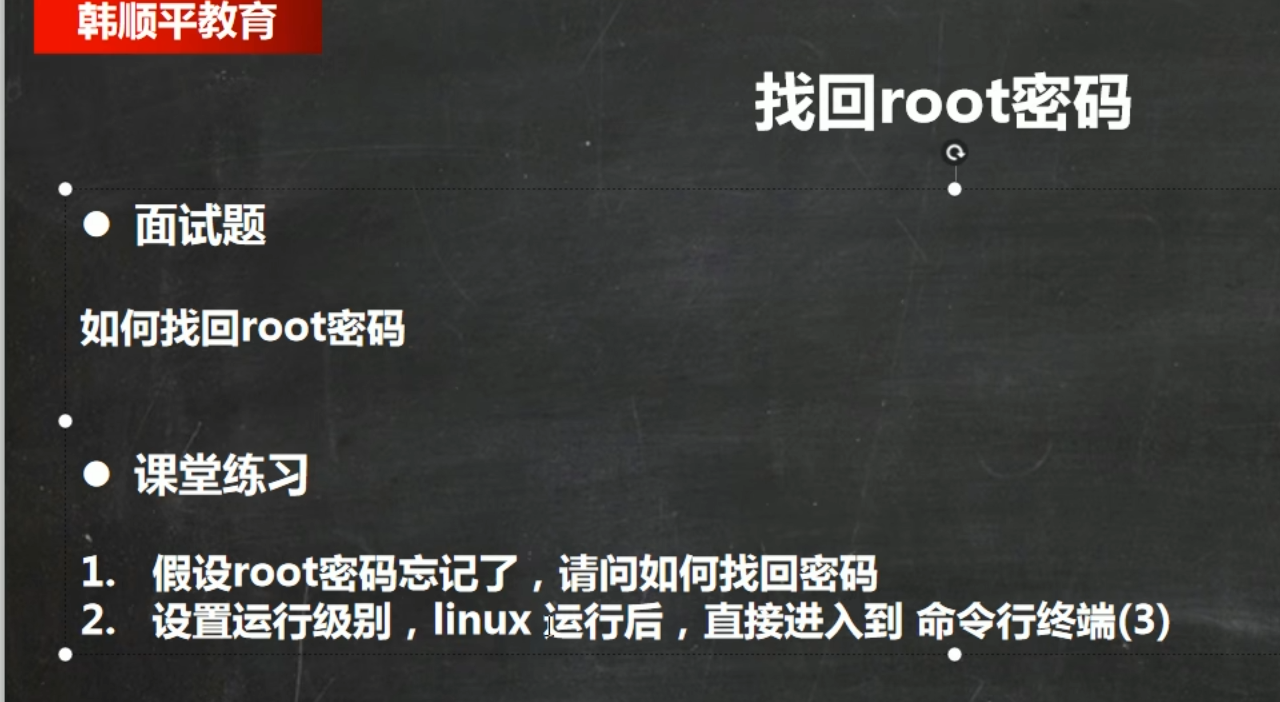 韩顺平教育
找回root密码
● 面试题
如何找回root密码
● 课堂练习
1. 假设root密码忘记了，请问如何找回密码
2. 设置运行级别，linux 运行后，直接进入到 命令行终端(3)